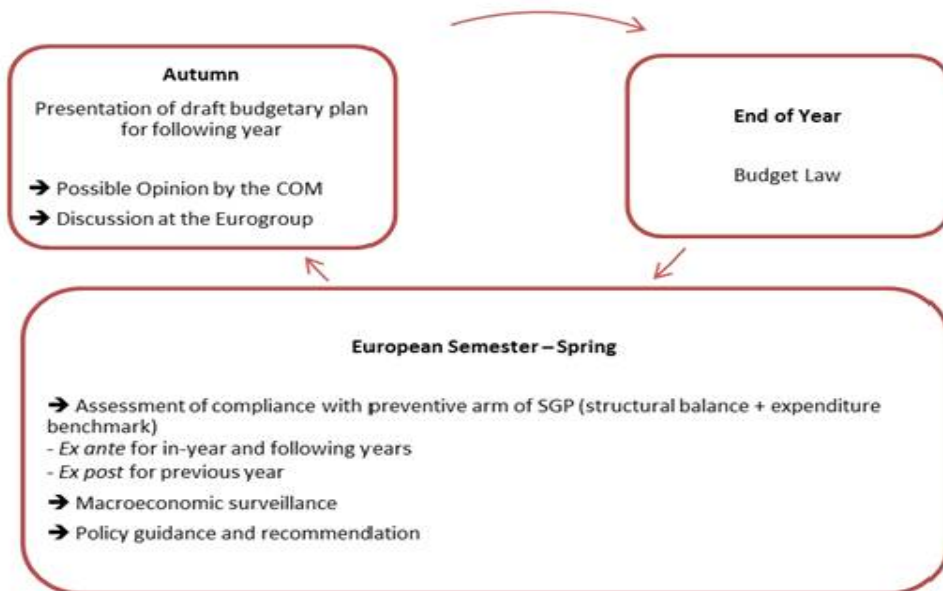 Autumn
Presentation of draft budgetary plan
for following year
➔ Possible Opinion by the COM
➔ Discussion at the Eurogroup
End of Year
Budget Law
European Semester – Spring
➔ Assessment of compliance with preventive arm of SGP (structural balance + expenditure
benchmark)
- Ex ante for in-year and following years
- Ex post for previous year
➔ Macroeconomic surveillance
➔ Policy guidance and recommendation